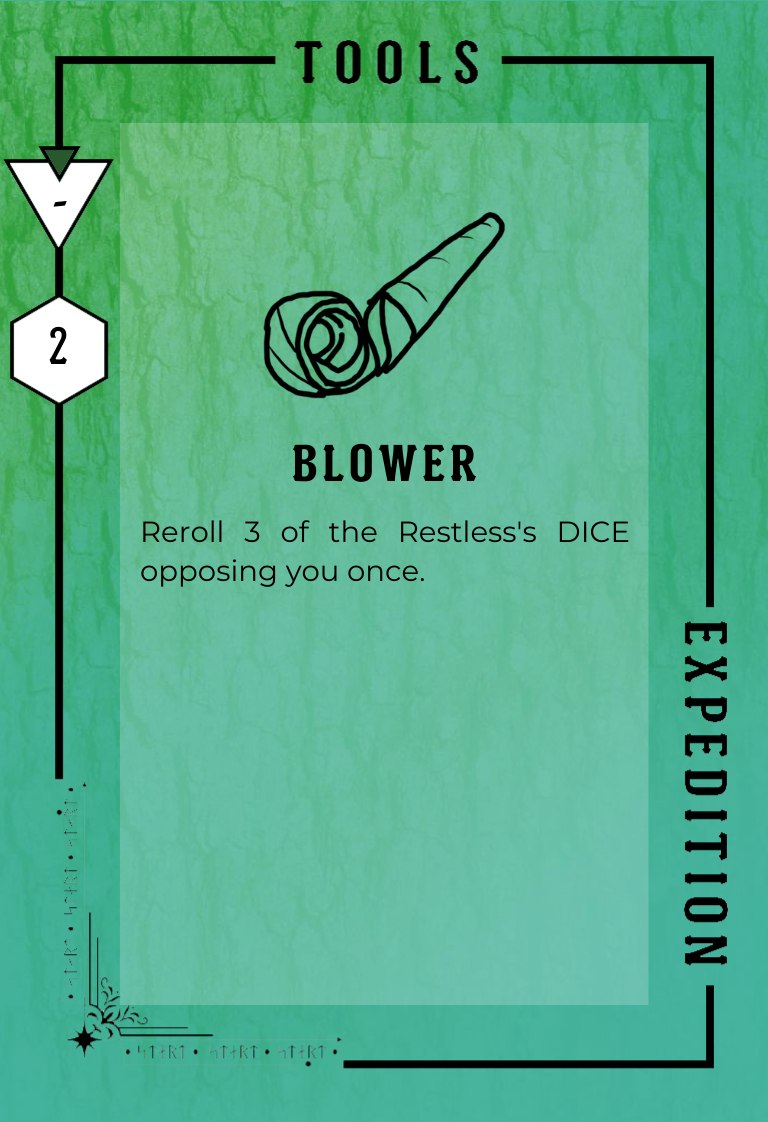 TOOLS
-
2
BLOWER
Reroll 3 of the Restless's DICE
opposing you once.
EXPEDITION